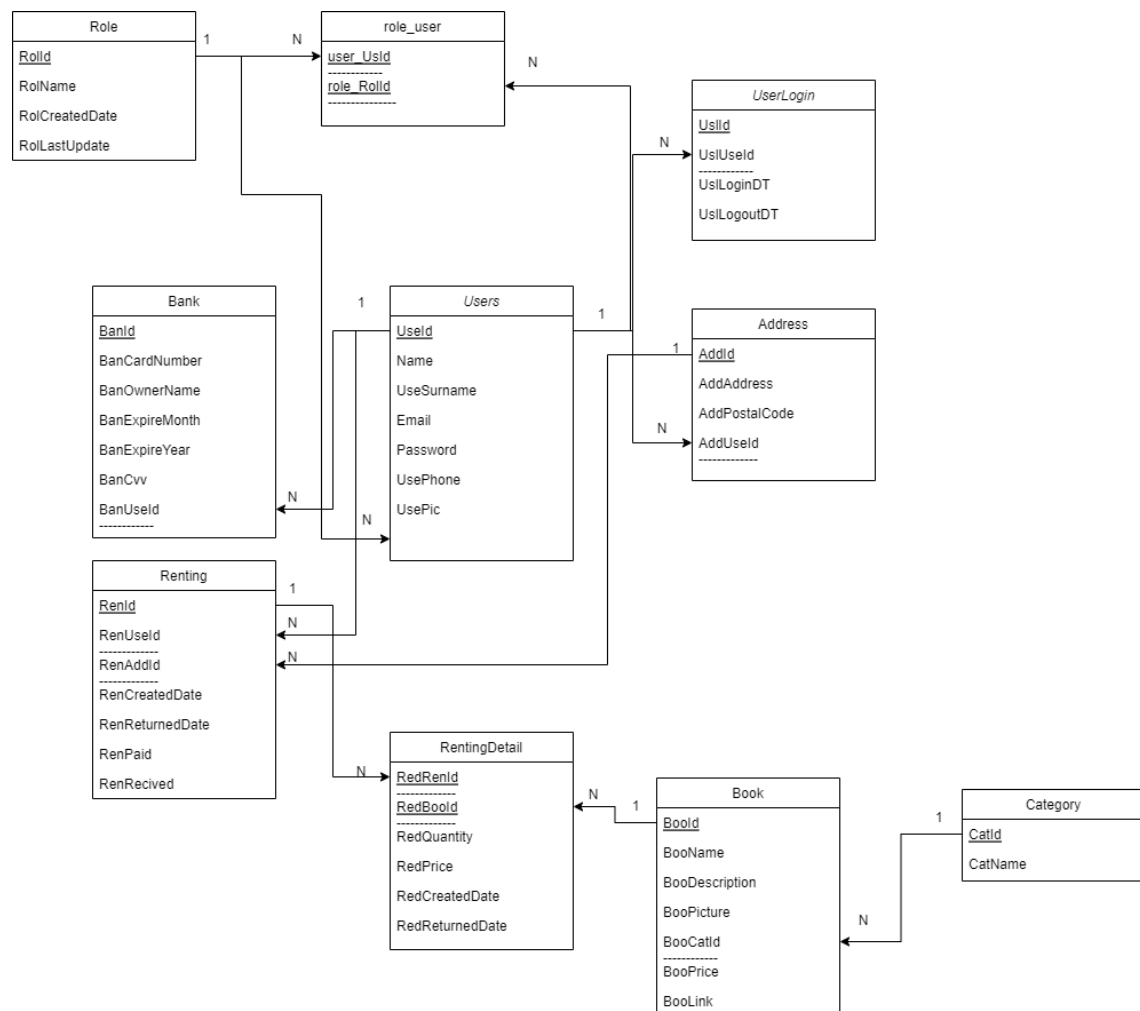 Role
RolId
RolName
RolCreatedDate
RolLastUpdate
1
N
role_user
user_UsId
------------
role_RolId
---------------
N
UserLogin
UslId
UslUseId
------------
UslLoginDT
UslLogoutDT
N
Bank
BanId
BanCardNumber
BanOwnerName
BanExpireMonth
BanExpireYear
BanCvv
BanUseId
------------
1
N
Users
UseId
Name
UseSurname
Email
Password
UsePhone
UsePic
N
1
Address
AddId
AddAddress
AddPostalCode
AddUseId
-------------
1
N
Renting
RenId
RenUseId
-------------
RenAddId
-------------
RenCreatedDate
RenReturnedDate
RenPaid
RenRecived
1
N
N
N
RentingDetail
RedRenId
-------------
RedBooId
-------------
RedQuantity
RedPrice
RedCreatedDate
RedReturnedDate
N
1
Book
BooId
BooName
BooDescription
BooPicture
BooCatId
------------
BooPrice
BooLink
N
1
Category
CatId
CatName